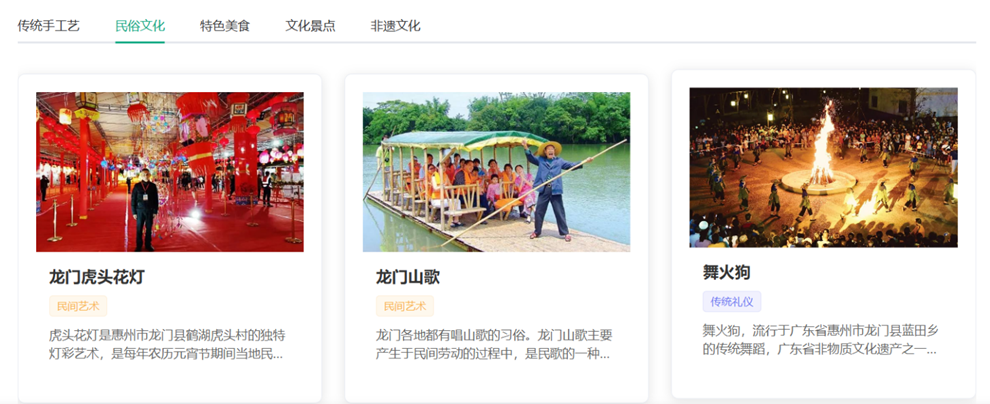 传统手工艺
民俗文化
特色美食
文化景点
非遗文化
龙门虎头花灯
民间艺术
虎头花灯是惠州市龙门县鹤湖虎头村的独特
灯彩艺术，是每年农历元宵节期间当地民...
龙门山歌
民间艺术
龙门各地都有唱山歌的习俗。龙门山歌主要
产生于民间劳动的过程中，是民歌的一种...
舞火狗
传统礼仪
舞火狗，流行于广东省惠州市龙门县蓝田乡
的传统舞蹈，广东省非物质文化遗产之一...